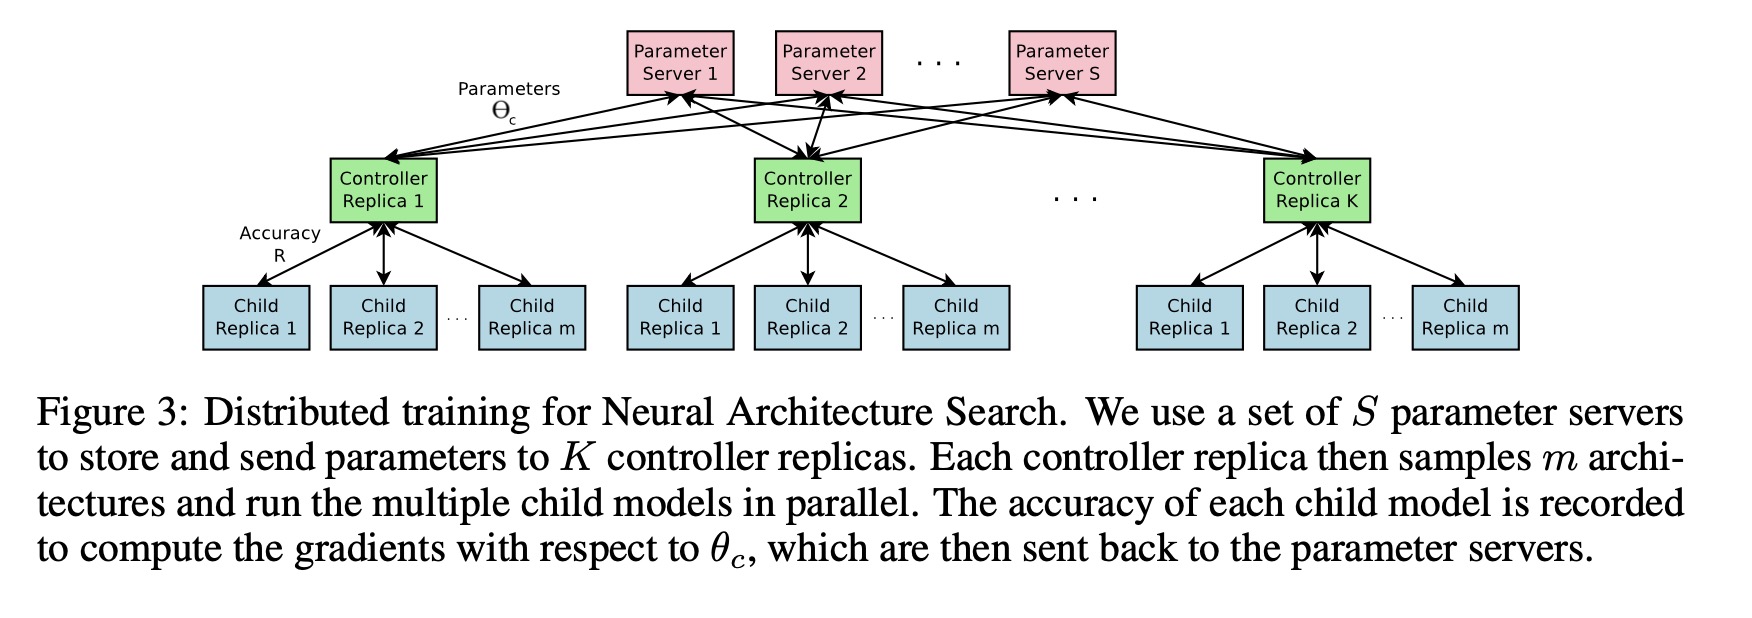 Parameter
Server 1
Parameter
Server 2
. . .
Parameter
Server S
Parameters
Θc
Controller
Replica 1
Controller
Replica 2
. . .
Controller
Replica K
Accuracy
R
Child
Replica 1
Child
Replica 2
. . .
Child
Replica m
Child
Replica 1
Child
Replica 2
. . .
Child
Replica m
Child
Replica 1
Child
Replica 2
. . .
Child
Replica m
Figure 3: Distributed training for Neural Architecture Search. We use a set of S parameter servers
to store and send parameters to K controller replicas. Each controller replica then samples m archi-
tectures and run the multiple child models in parallel. The accuracy of each child model is recorded
to compute the gradients with respect to θc, which are then sent back to the parameter servers.